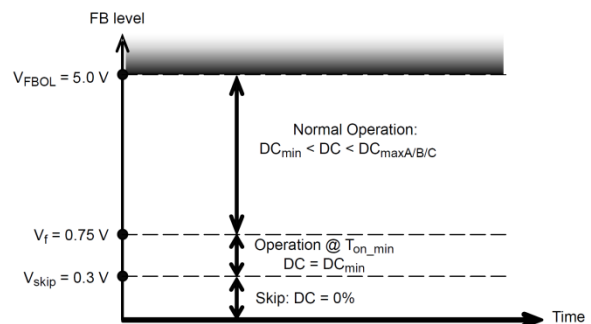 FB level
V_FBOL = 5.0 V
Normal Operation:
DC_min < DC < DC_maxA/B/C
V_f = 0.75 V
Operation @ T_on_min
DC = DC_min
V_skip = 0.3 V
Skip: DC = 0%
Time